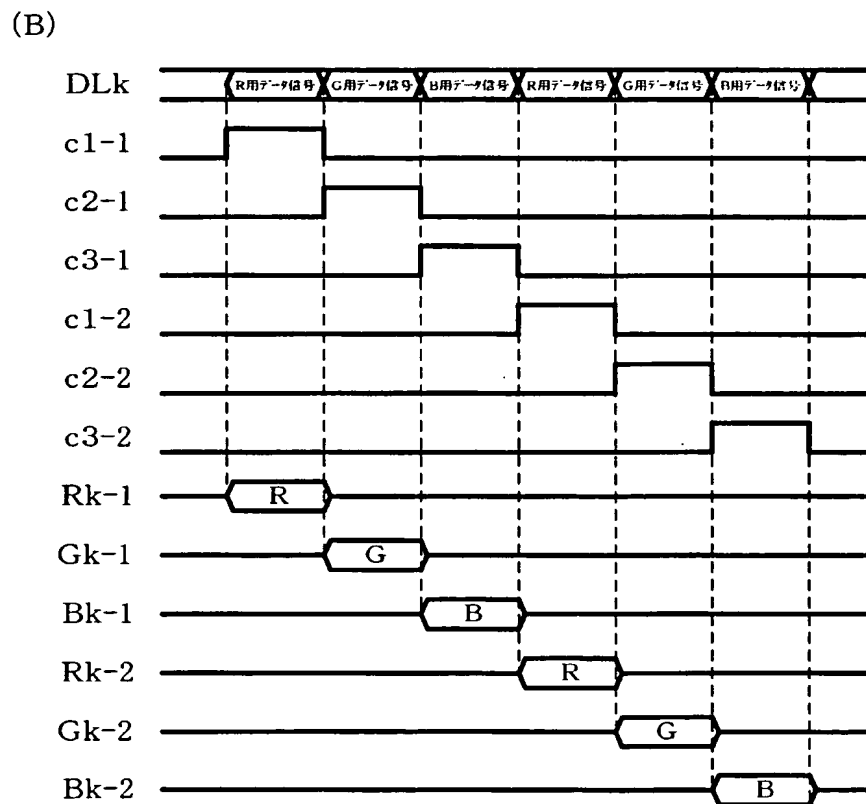 (B)
DLk R用データ信号 G用データ信号 B用データ信号 R用データ信号 G用データ信号 B用データ信号
c1-1
c2-1
c3-1
c1-2
c2-2
c3-2
Rk-1 R
Gk-1 G
Bk-1 B
Rk-2 R
Gk-2 G
Bk-2 B